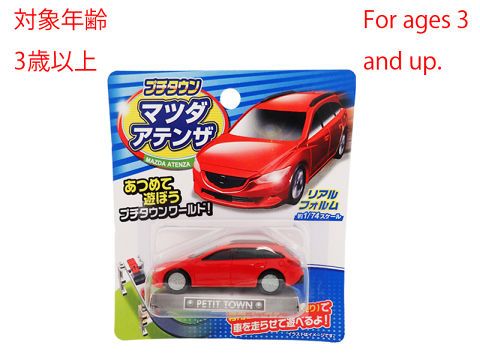 対象年齢
3歳以上
For ages 3
and up.
プチタウン
マツダ
アテンザ
MAZDA ATENZA
あつめて
遊ぼう
プチタウンワールド!
リアル
フォルム
約1/74スケール
PETIT TOWN
で
車を走らせて遊べるよ!